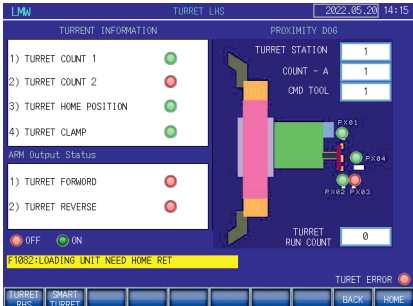 LMW TURRET LHS 2022.05.20 14:15
TURRENT INFORMATION
PROXIMITY DOG
1) TURRET COUNT 1
2) TURRET COUNT 2
3) TURRET HOME POSITION
4) TURRET CLAMP
TURRET STATION 1
COUNT - A 1
CMD TOOL 1
PX01
PX04
PX02 PX03
ARM Output Status
1) TURRET FORWORD
2) TURRET REVERSE
TURRET RUN COUNT 0
OFF ON
F1082:LOADING UNIT NEED HOME RET
TURET ERROR
TURRET RHS
SMART TURRET
BACK
HOME